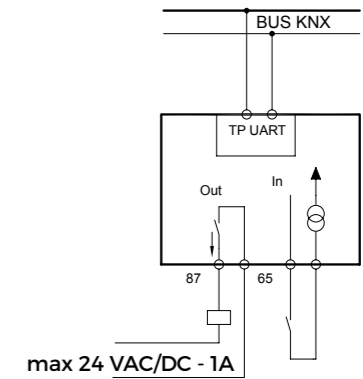 BUS KNX
TP UART
Out In
87 65
max 24 VAC/DC - 1A